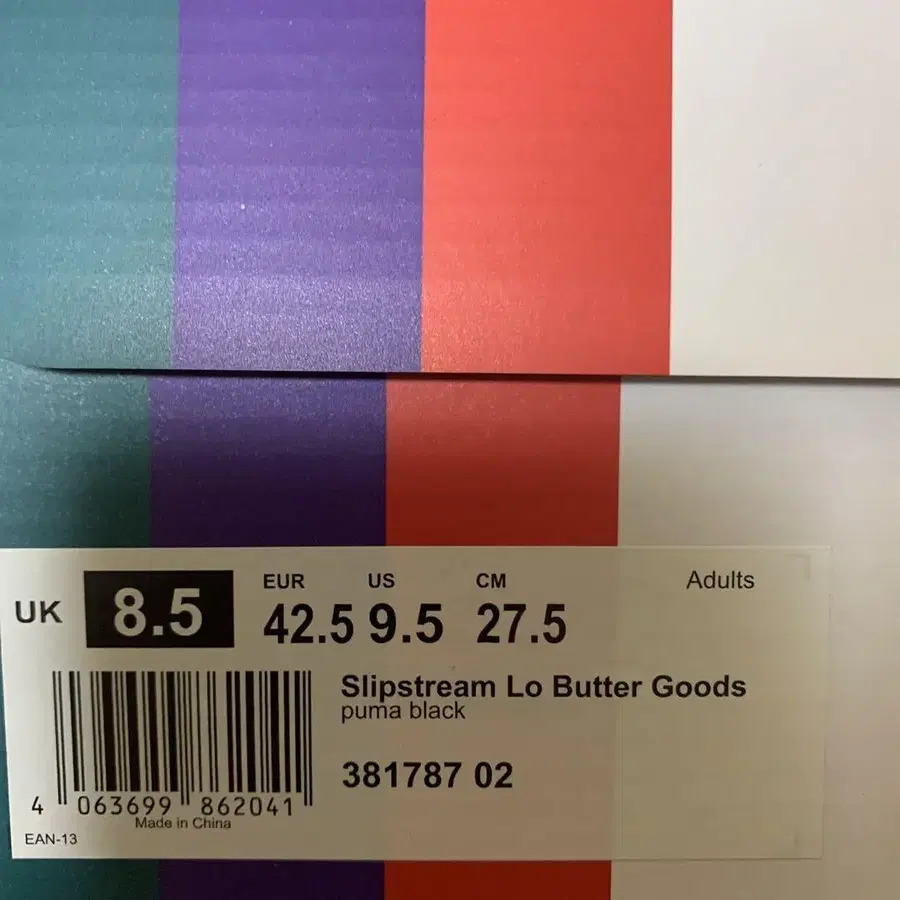 UK 8.5
EUR US CM Adults
42.5 9.5 27.5
Slipstream Lo Butter Goods
puma black
381787 02
4 063699 862041
Made in China
EAN-13